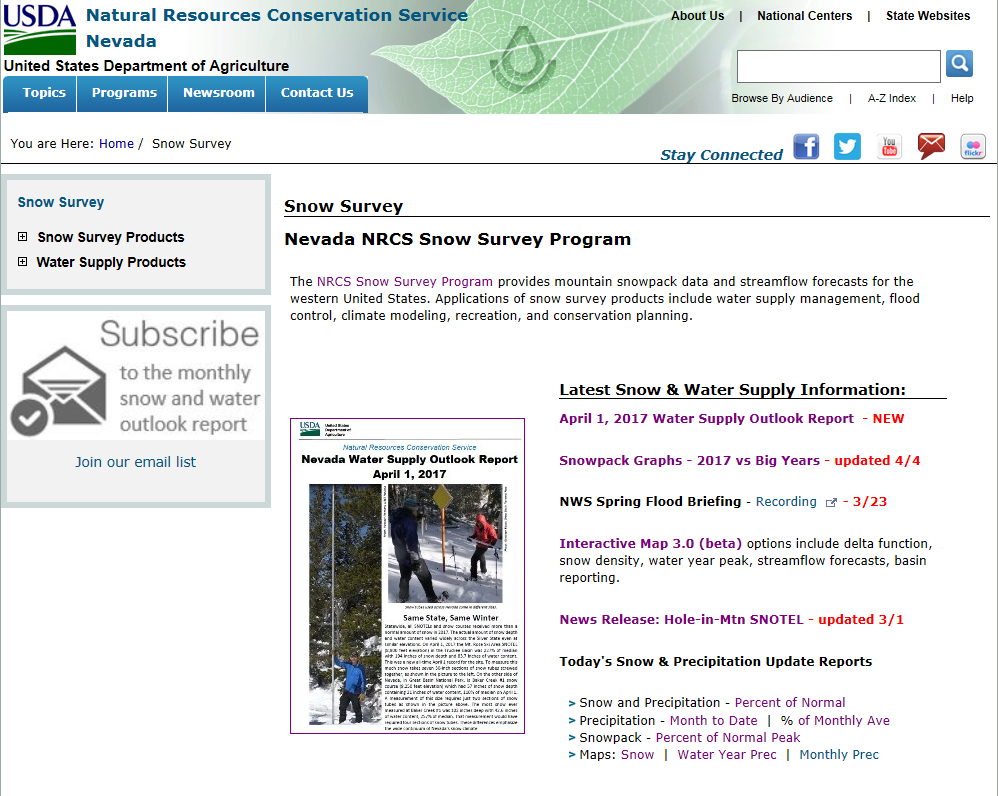 USDA Natural Resources Conservation Service
Nevada
United States Department of Agriculture
About Us | National Centers | State Websites
Browse By Audience | A-Z Index | Help
Topics Programs Newsroom Contact Us
You are Here: Home / Snow Survey
Stay Connected
You Tube
flickr
Snow Survey
Snow Survey Products
Water Supply Products
Subscribe
to the monthly
snow and water
outlook report
Join our email list
Snow Survey
Nevada NRCS Snow Survey Program
The NRCS Snow Survey Program provides mountain snowpack data and streamflow forecasts for the
western United States. Applications of snow survey products include water supply management, flood
control, climate modeling, recreation, and conservation planning.
USDA United States
Department of
Agriculture
Natural Resources Conservation Service
Nevada Water Supply Outlook Report
April 1, 2017
Same State, Same Winter
Latest Snow & Water Supply Information:
April 1, 2017 Water Supply Outlook Report - NEW
Snowpack Graphs - 2017 vs Big Years - updated 4/4
NWS Spring Flood Briefing - Recording - 3/23
Interactive Map 3.0 (beta) options include delta function,
snow density, water year peak, streamflow forecasts, basin
reporting.
News Release: Hole-in-Mtn SNOTEL - updated 3/1
Today's Snow & Precipitation Update Reports
> Snow and Precipitation - Percent of Normal
> Precipitation - Month to Date | % of Monthly Ave
> Snowpack - Percent of Normal Peak
> Maps: Snow | Water Year Prec | Monthly Prec